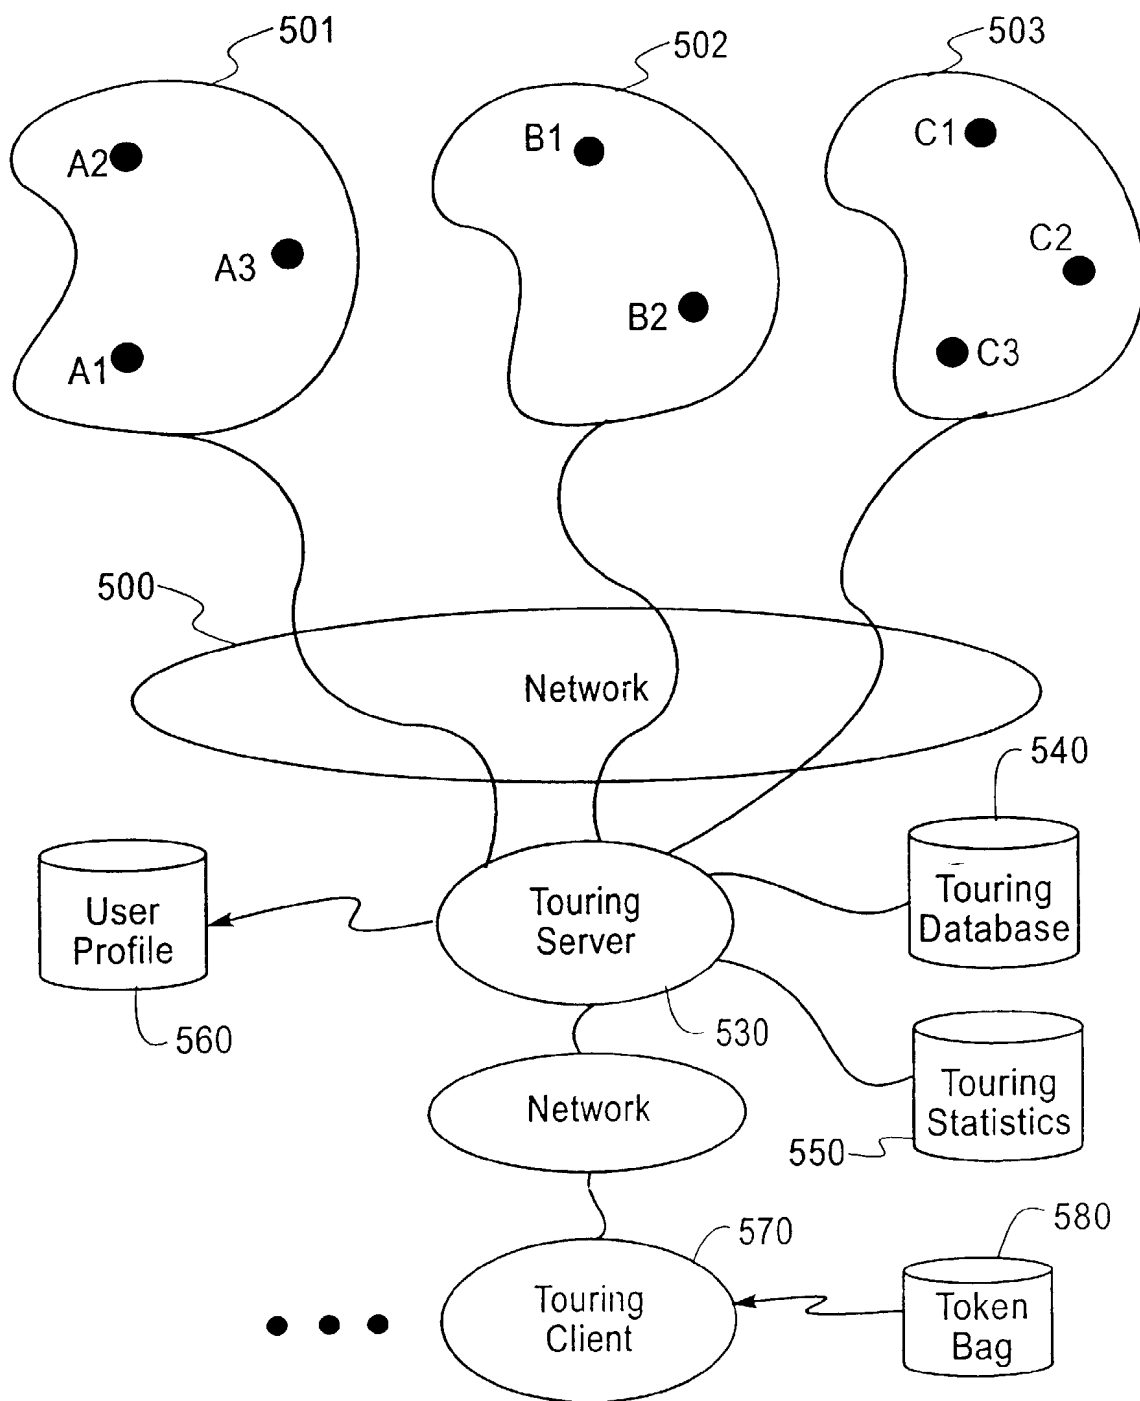 501
502
503
A2
A3
A1
B1
B2
C1
C2
C3
500
Network
540
User
Profile
560
Touring
Server
530
Touring
Database
Network
Touring
Statistics
550
570
Touring
Client
580
Token
Bag